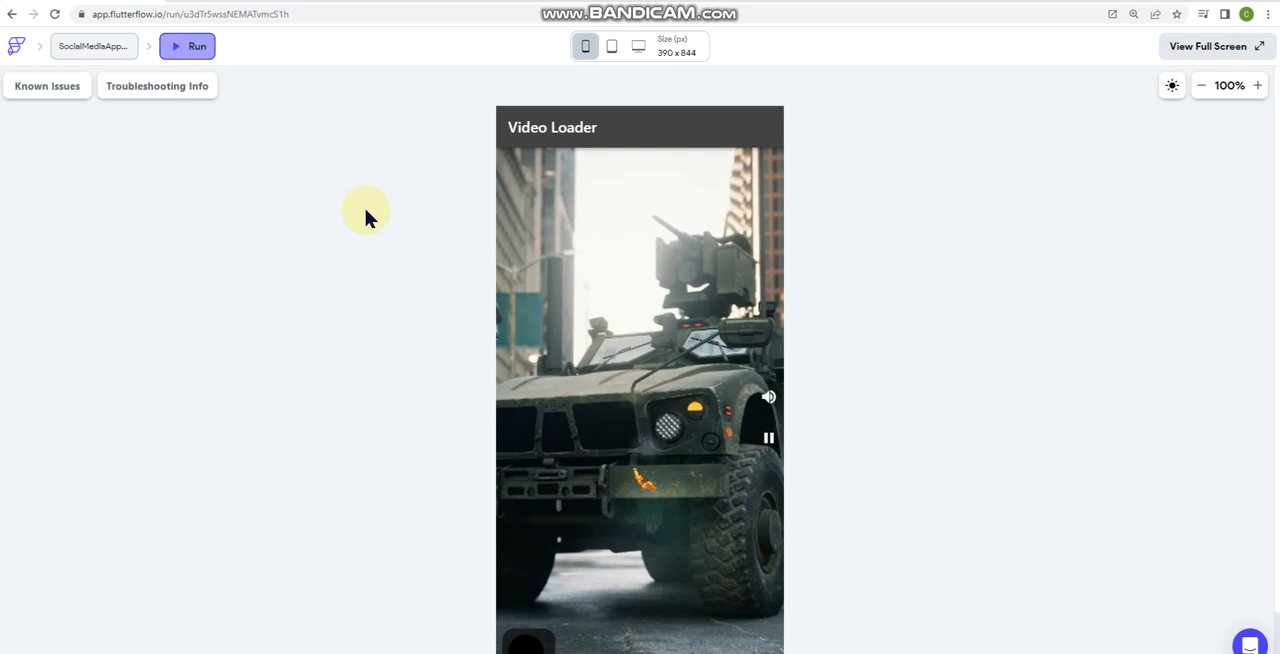 app.flutterflow.io/run/u3dTr5wssNEMATvmcS1h
www.BANDICAM.com
C
SocialMediaApp...
Run
Size (px)
390 x 844
View Full Screen
Known Issues
Troubleshooting Info
100%
Video Loader